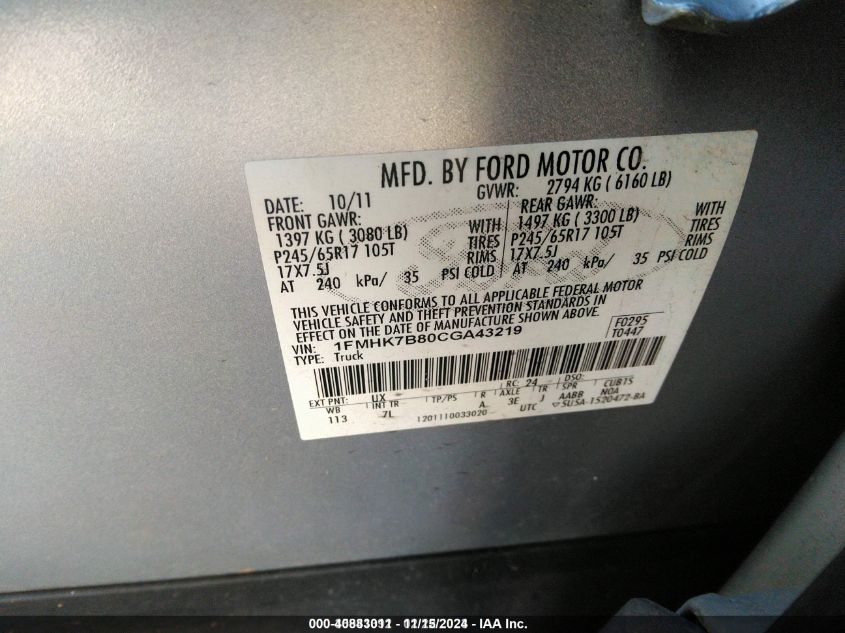 MFD. BY FORD MOTOR CO.
DATE: 10/11 GVWR: 2794 KG ( 6160 LB)
FRONT GAWR: REAR GAWR:
1397 KG ( 3080 LB) WITH 1497 KG ( 3300 LB) WITH
P245/65R17 105T TIRES P245/65R17 105T TIRES
17X7.5J RIMS 17X7.5J RIMS
AT 240 kPa/ 35 PSI COLD AT 240 kPa/ 35 PSI COLD
THIS VEHICLE CONFORMS TO ALL APPLICABLE FEDERAL MOTOR
VEHICLE SAFETY AND THEFT PREVENTION STANDARDS IN
EFFECT ON THE DATE OF MANUFACTURE SHOWN ABOVE.
VIN: 1FMHK7B80CGA43219 F0295
TYPE: Truck T0447
EXT PNT: UX RC: 24 DSO:
WB INT TR TP/PS R AXLE TR SPR CUBTS
113 7L A 3E J AABB NOA
1201110033020 UTC ▽5U5A-1520472-BA
11/15/2024 - IAA Inc.